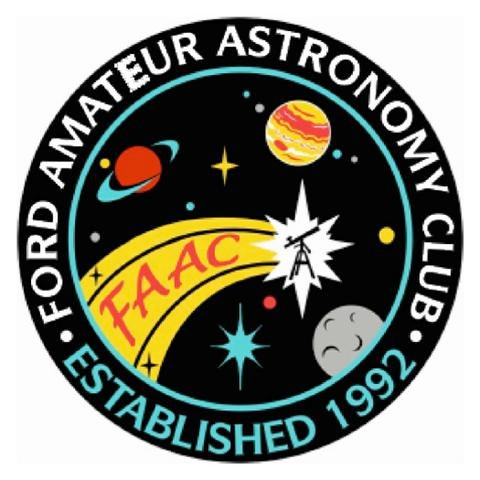 • FORD AMATEUR ASTRONOMY CLUB •
FAAC
ESTABLISHED 1992